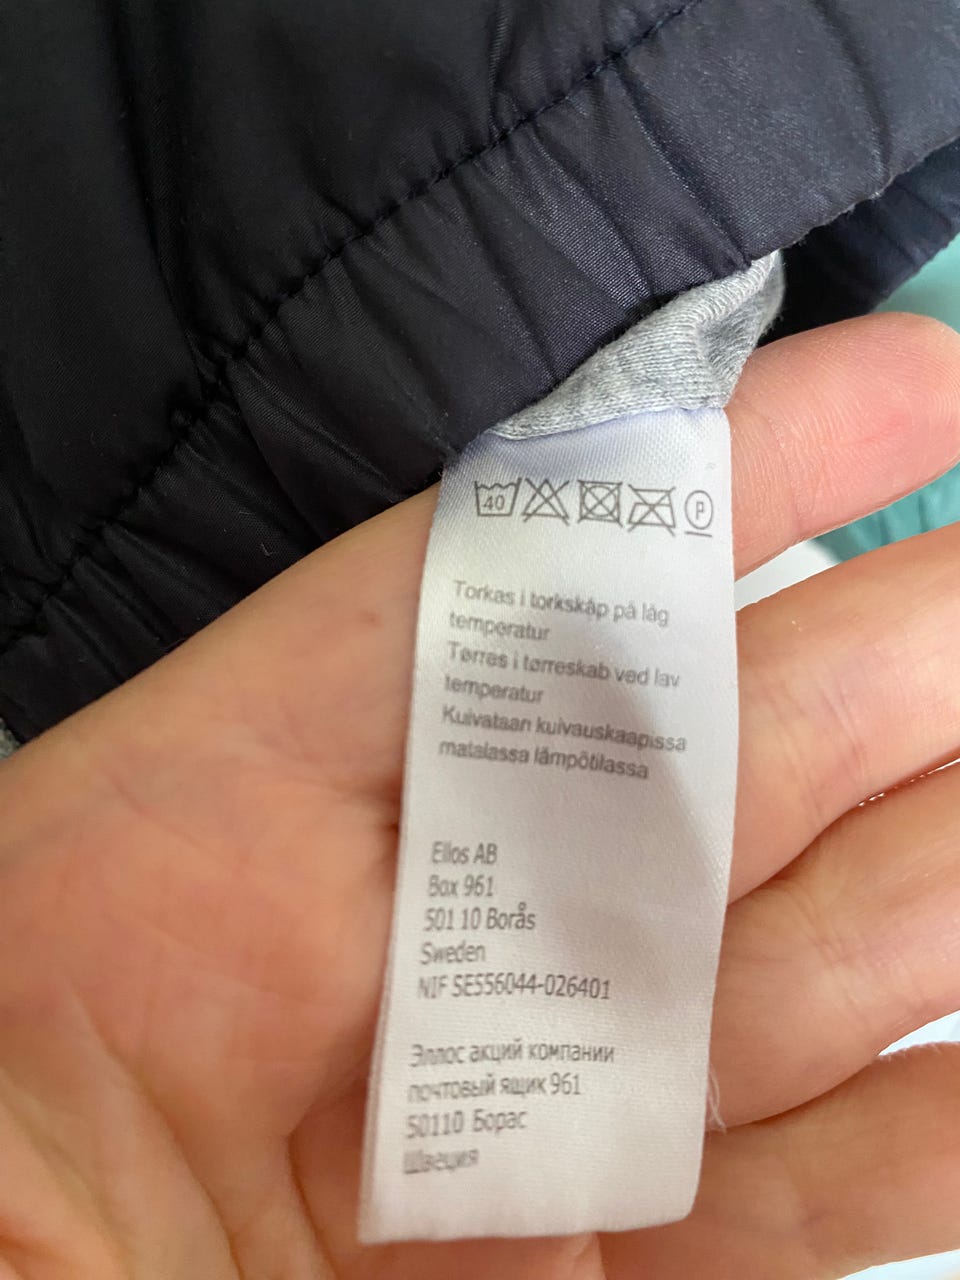 40 P
Torkas i torkskåp på låg
temperatur
Tørres i tørreskab ved lav
temperatur
Kuivataan kuivauskaapissa
matalassa lämpötilassa
Ellos AB
Box 961
501 10 Borås
Sweden
NIF SE556044-026401
Эллос акций компании
почтовый ящик 961
50110 Борас
Швеция